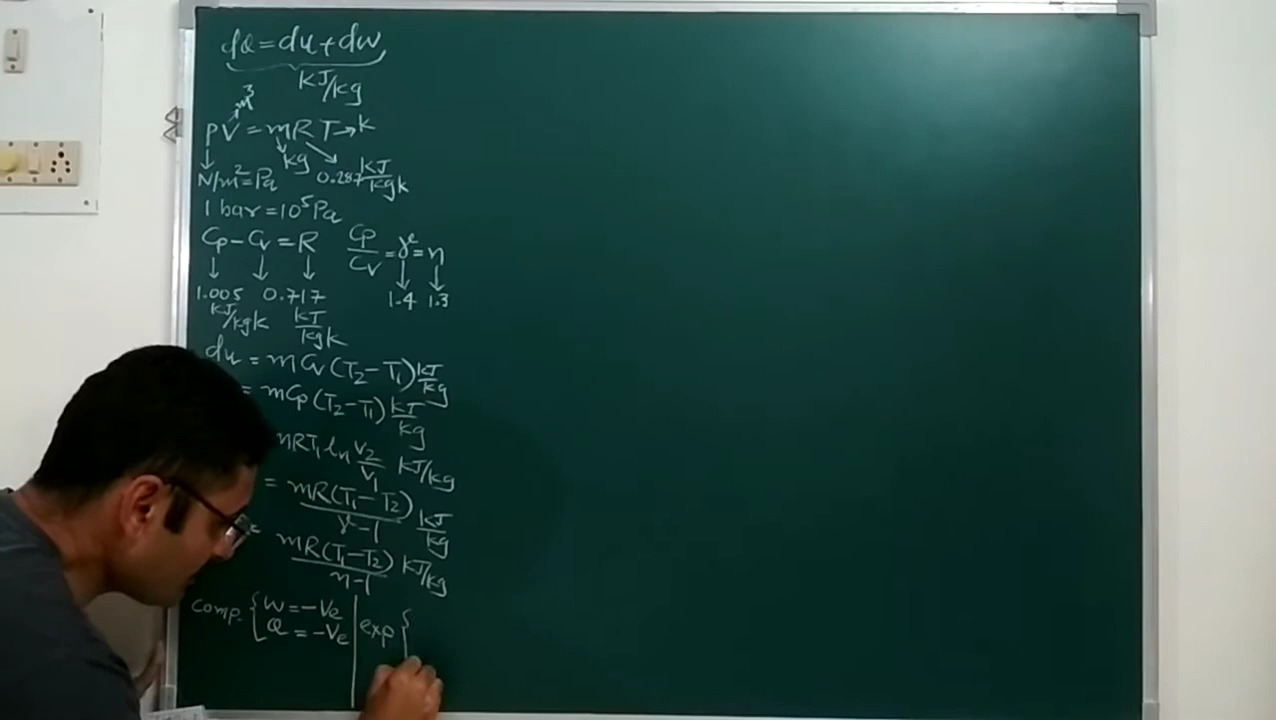 dQ = du + dw
KJ/kg
m³
PV = mRT → k
kg
N/m² = Pa 0.287 KJ/kgk
1 bar = 10⁵ Pa
Cp - Cv = R Cp/Cv = γ = n
1.005 0.717 1.4 1.3
KJ/kgk KJ/kgk
du = mCv(T₂ - T₁) KJ/kg
= mCp(T₂ - T₁) KJ/kg
mRT₁ ln V₂/V₁ KJ/kg
= mR(T₁ - T₂)/γ-1 KJ/kg
= mR(T₁ - T₂)/n-1 KJ/kg
Comp. { W = -Ve | exp {
Q = -Ve